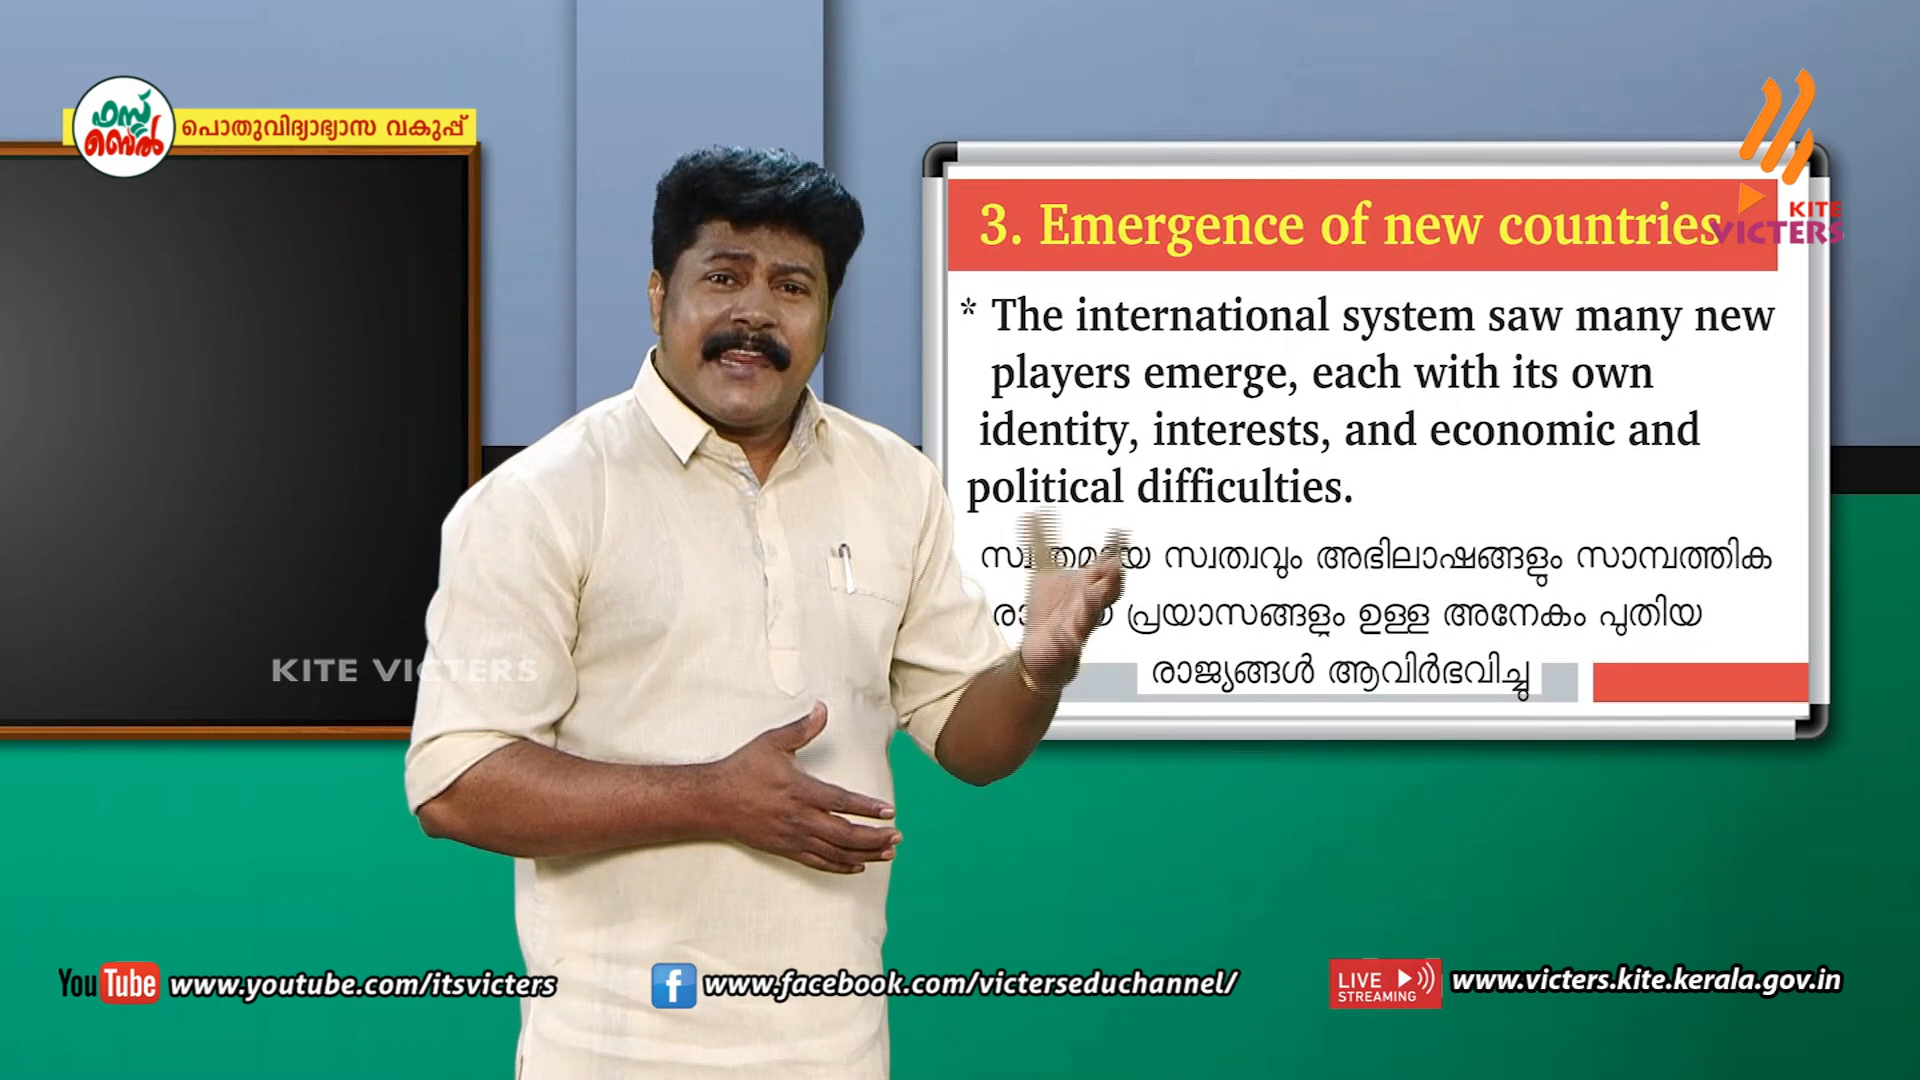 ഫസ്റ്റ്
ബെൽ
പൊതുവിദ്യാഭ്യാസ വകുപ്പ്
KITE
VICTERS
3. Emergence of new countries
* The international system saw many new
players emerge, each with its own
identity, interests, and economic and
political difficulties.
സ്വത്വവും അഭിലാഷങ്ങളും സാമ്പത്തിക
പ്രയാസങ്ങളും ഉള്ള അനേകം പുതിയ
രാജ്യങ്ങൾ ആവിർഭവിച്ചു
KITE VICTERS
YouTube www.youtube.com/itsvicters
f www.facebook.com/victerseduchannel/
LIVE
STREAMING
www.victers.kite.kerala.gov.in